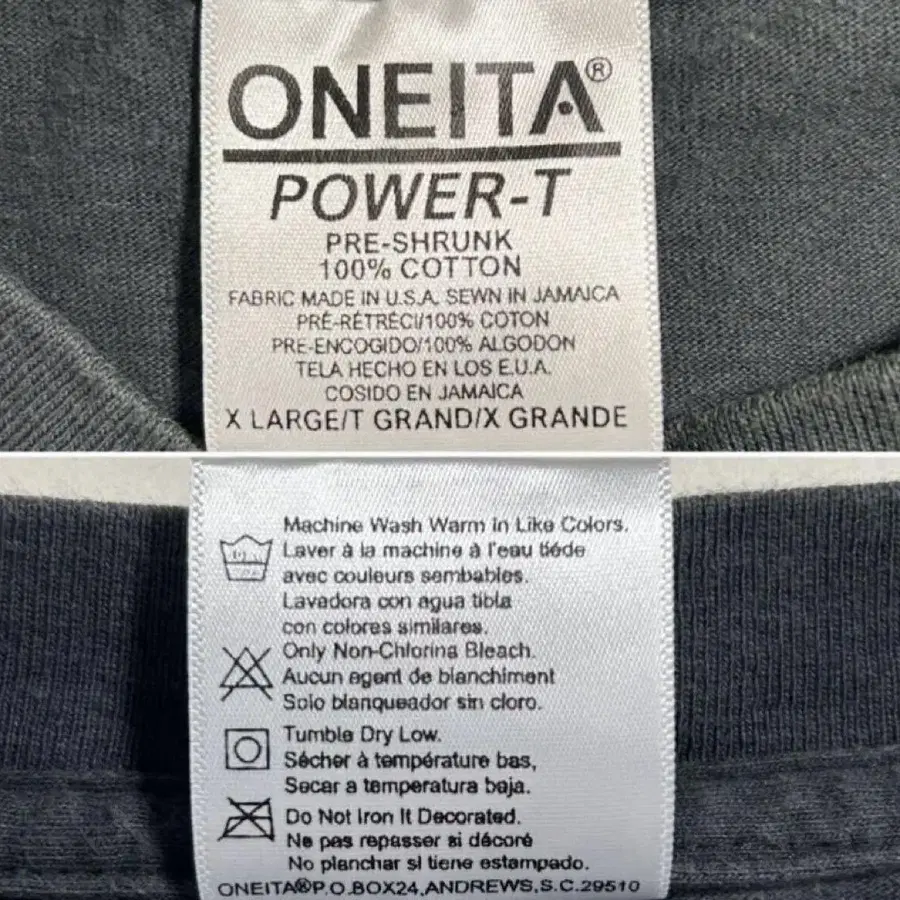 ONEITA®
POWER-T
PRE-SHRUNK
100% COTTON
FABRIC MADE IN U.S.A. SEWN IN JAMAICA
PRÉ-RÉTRÉCI/100% COTON
PRE-ENCOGIDO/100% ALGODON
TELA HECHO EN LOS E.U.A.
COSIDO EN JAMAICA
X LARGE/T GRAND/X GRANDE
Machine Wash Warm in Like Colors.
Laver à la machine à l'eau tiéde
avec couleurs sembables.
Lavadora con agua tibla
con colores similares.
Only Non-Chlorina Bleach.
Aucun agent de blanchiment
Solo blanqueador sin cloro.
Tumble Dry Low.
Sécher à température bas,
Secar a temperatura baja.
Do Not Iron It Decorated.
Ne pas repasser si décoré
No planchar si tiene estampado.
ONEITA®P.O.BOX24,ANDREWS,S.C.29510